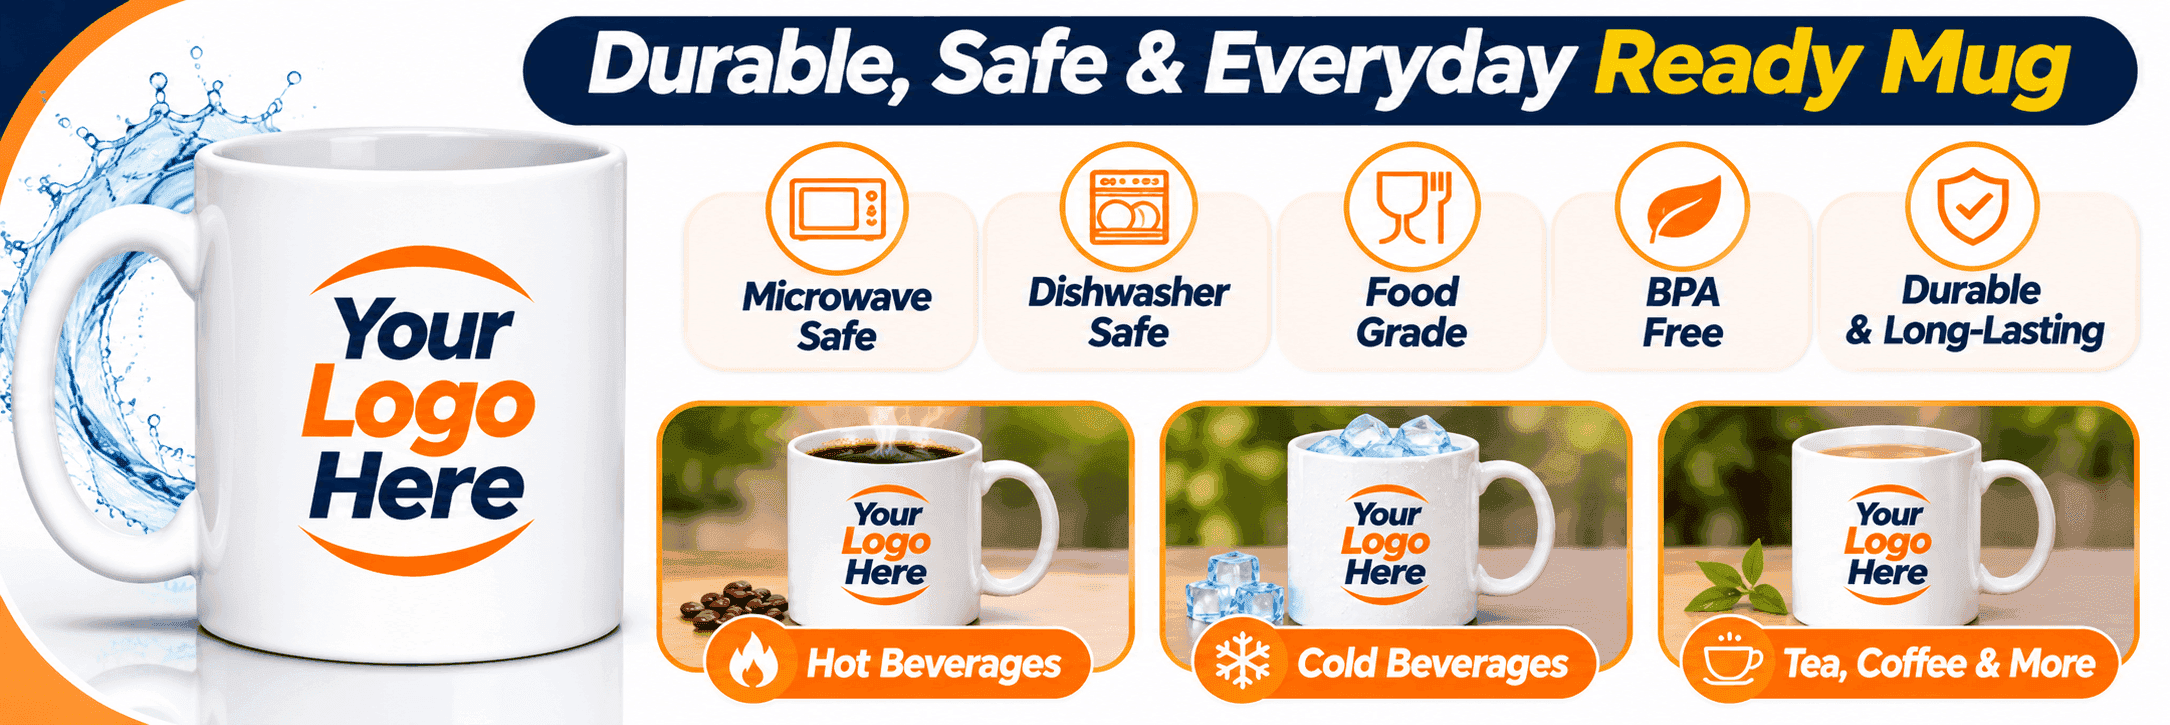 Durable, Safe & Everyday Ready Mug
Your
Logo
Here
Microwave
Safe
Dishwasher
Safe
Food
Grade
BPA
Free
Durable
& Long-Lasting
Your
Logo
Here
Hot Beverages
Your
Logo
Here
Cold Beverages
Your
Logo
Here
Tea, Coffee & More